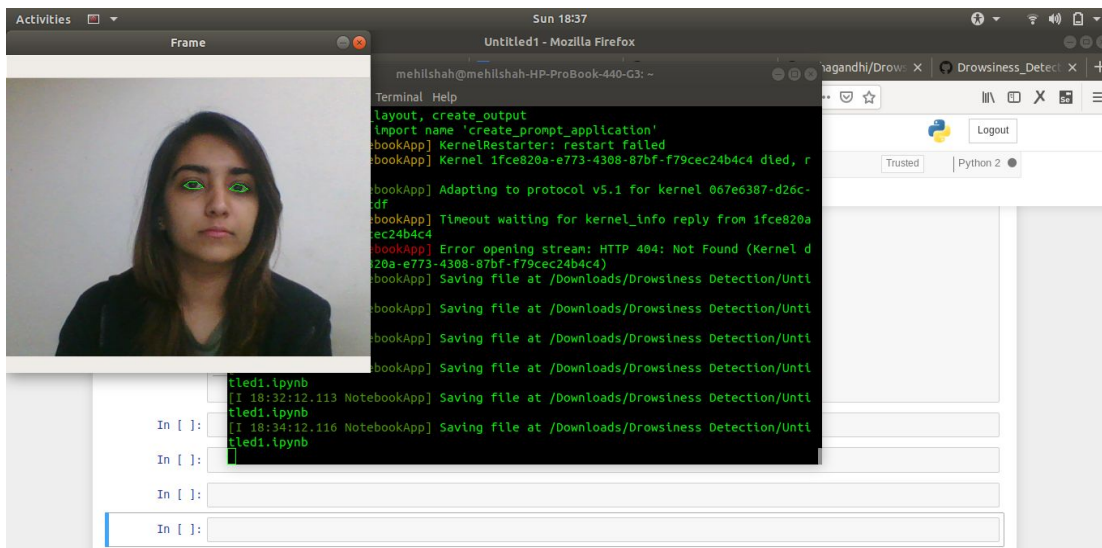 Activities
Sun 18:37
Frame
Untitled1 - Mozilla Firefox
mehilshah@mehilshah-HP-ProBook-440-G3: ~
hagandhi/Drows
Drowsiness_Detect
Terminal Help
Logout
Trusted
Python 2
layout, create_output
import name 'create_prompt_application'
ebookApp] KernelRestarter: restart failed
ebookApp] Kernel 1fce820a-e773-4308-87bf-f79cec24b4c4 died, r
ebookApp] Adapting to protocol v5.1 for kernel 067e6387-d26c-
cdf
ebookApp] Timeout waiting for kernel_info reply from 1fce820a
cec24b4c4
ebookApp] Error opening stream: HTTP 404: Not Found (Kernel d
820a-e773-4308-87bf-f79cec24b4c4)
ebookApp] Saving file at /Downloads/Drowsiness Detection/Unti
ebookApp] Saving file at /Downloads/Drowsiness Detection/Unti
ebookApp] Saving file at /Downloads/Drowsiness Detection/Unti
ebookApp] Saving file at /Downloads/Drowsiness Detection/Unti
tled1.ipynb
[I 18:32:12.113 NotebookApp] Saving file at /Downloads/Drowsiness Detection/Unti
tled1.ipynb
[I 18:34:12.116 NotebookApp] Saving file at /Downloads/Drowsiness Detection/Unti
tled1.ipynb
In [ ]:
In [ ]:
In [ ]:
In [ ]: